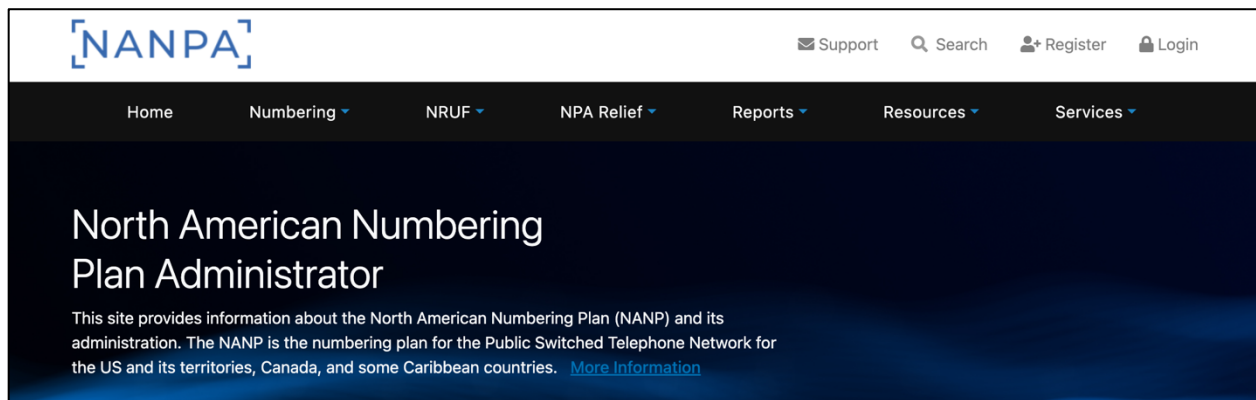 NANPA
Support Search Register Login
Home Numbering NRUF NPA Relief Reports Resources Services
North American Numbering
Plan Administrator
This site provides information about the North American Numbering Plan (NANP) and its
administration. The NANP is the numbering plan for the Public Switched Telephone Network for
the US and its territories, Canada, and some Caribbean countries. More Information